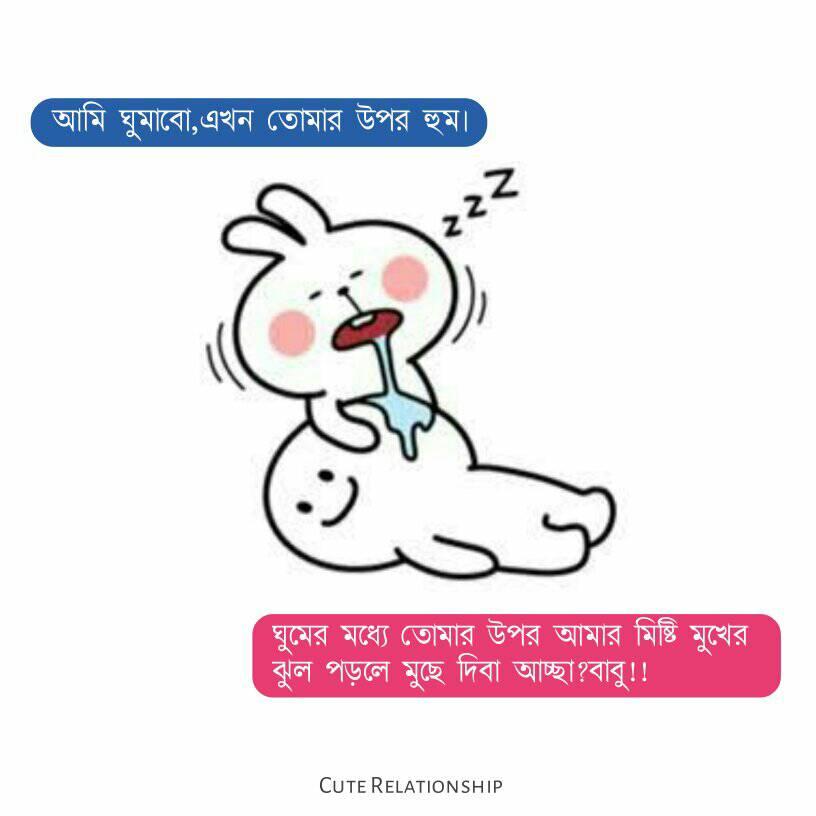 আমি ঘুমাবো,এখন তোমার উপর হুম।
z z Z
ঘুমের মধ্যে তোমার উপর আমার মিষ্টি মুখের
ঝুল পড়লে মুছে দিবা আচ্ছা?বাবু!!
CUTE RELATIONSHIP